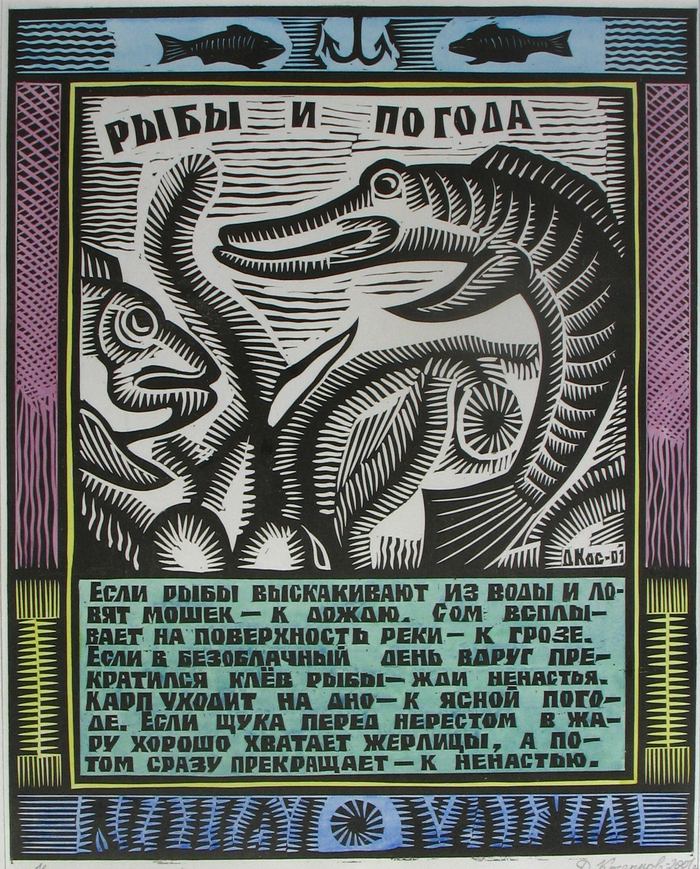 РЫБЫ И ПОГОДА
ДКос-01
Если рыбы выскакивают из воды и ло-
вят мошек — к дождю. Сом всплы-
вает на поверхность реки — к грозе.
Если в безоблачный день вдруг пре-
кратился клёв рыбы — жди ненастья.
Карп уходит на дно — к ясной пого-
де. Если щука перед нерестом в жа-
ру хорошо хватает жерлицы, а по-
том сразу прекращает — к ненастью.